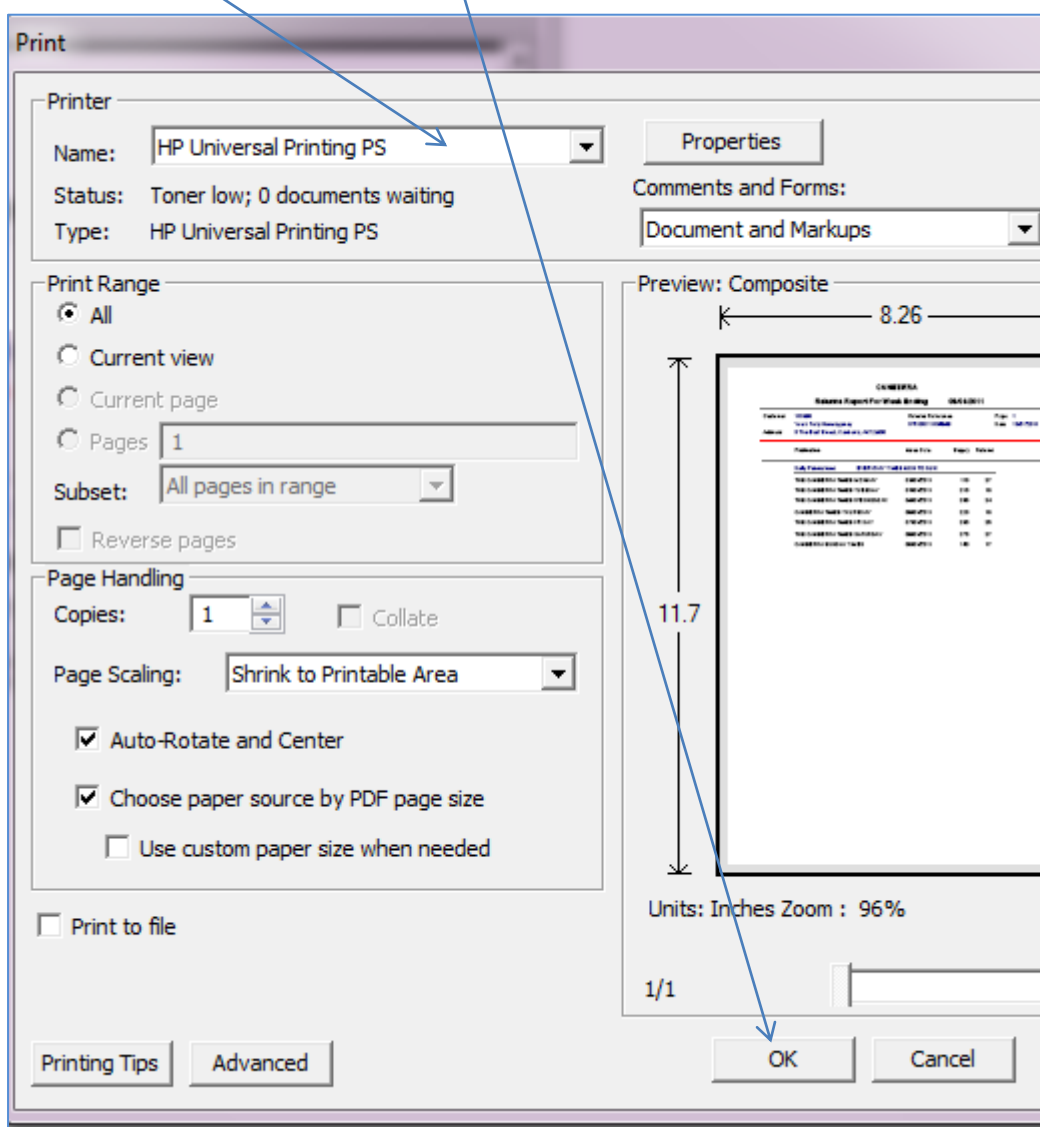 Print
Printer
Name: HP Universal Printing PS
Properties
Status: Toner low; 0 documents waiting
Comments and Forms:
Type: HP Universal Printing PS
Document and Markups
Print Range
All
Current view
Current page
Pages 1
Subset: All pages in range
Reverse pages
Page Handling
Copies: 1
Collate
Page Scaling: Shrink to Printable Area
Auto-Rotate and Center
Choose paper source by PDF page size
Use custom paper size when needed
Print to file
Preview: Composite
8.26
11.7
Units: Inches Zoom : 96%
1/1
Printing Tips
Advanced
OK
Cancel